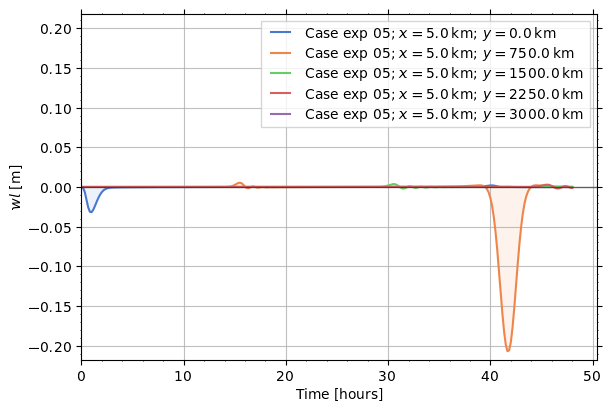 Case exp 05; x = 5.0 km; y = 0.0 km
Case exp 05; x = 5.0 km; y = 750.0 km
Case exp 05; x = 5.0 km; y = 1500.0 km
Case exp 05; x = 5.0 km; y = 2250.0 km
Case exp 05; x = 5.0 km; y = 3000.0 km
wl [m]
0.20
0.15
0.10
0.05
0.00
−0.05
−0.10
−0.15
−0.20
0 10 20 30 40 50
Time [hours]